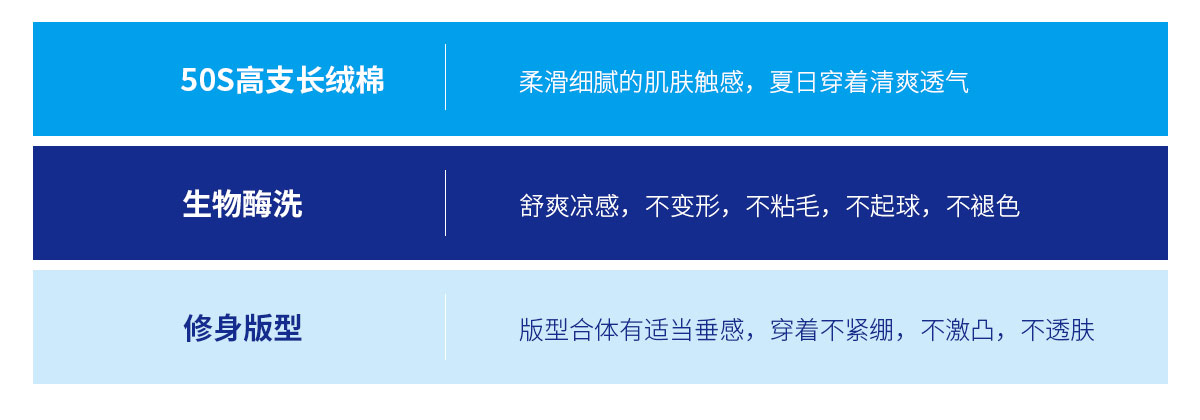 50S高支长绒棉
柔滑细腻的肌肤触感，夏日穿着清爽透气
生物酶洗
舒爽凉感，不变形，不粘毛，不起球，不褪色
修身版型
版型合体有适当垂感，穿着不紧绷，不激凸，不透肤